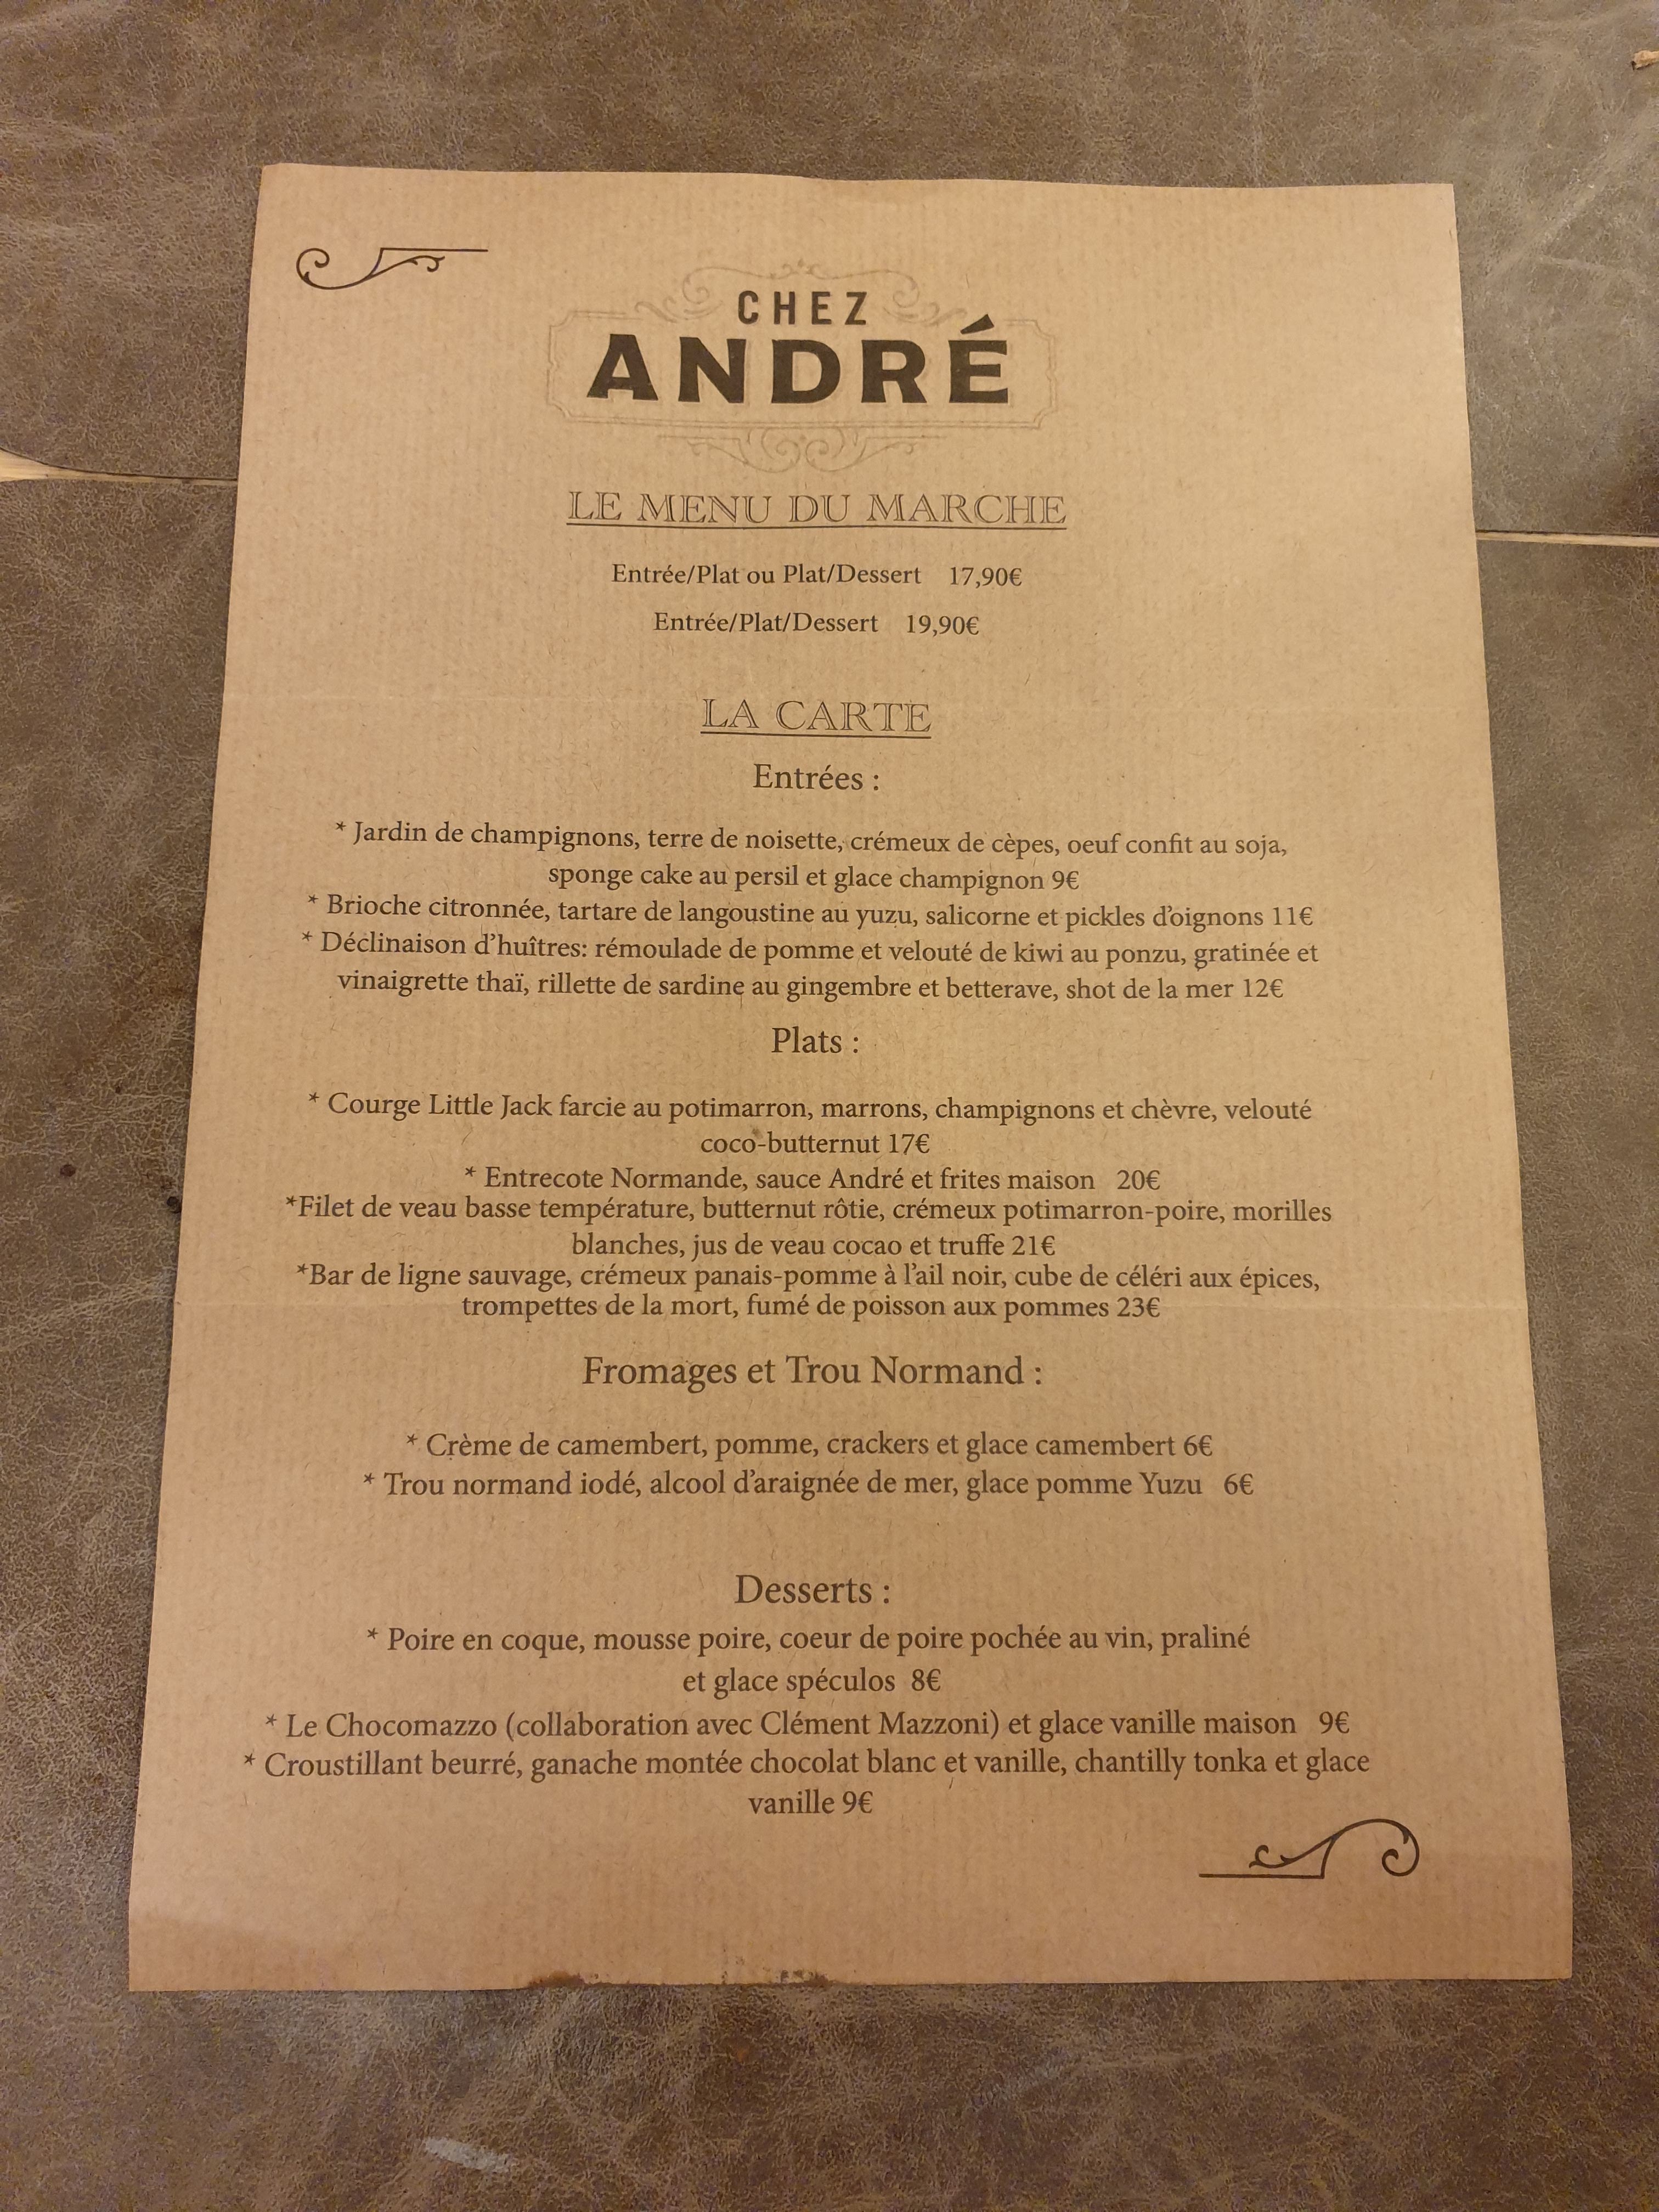 CHEZ
ANDRÉ
LE MENU DU MARCHE
Entrée/Plat ou Plat/Dessert 17,90€
Entrée/Plat/Dessert 19,90€
LA CARTE
Entrées :
* Jardin de champignons, terre de noisette, crémeux de cèpes, oeuf confit au soja,
sponge cake au persil et glace champignon 9€
* Brioche citronnée, tartare de langoustine au yuzu, salicorne et pickles d'oignons 11€
* Déclinaison d'huîtres: rémoulade de pomme et velouté de kiwi au ponzu, gratinée et
vinaigrette thaï, rillette de sardine au gingembre et betterave, shot de la mer 12€
Plats :
* Courge Little Jack farcie au potimarron, marrons, champignons et chèvre, velouté
coco-butternut 17€
* Entrecote Normande, sauce André et frites maison 20€
*Filet de veau basse température, butternut rôtie, crémeux potimarron-poire, morilles
blanches, jus de veau cocao et truffe 21€
*Bar de ligne sauvage, crémeux panais-pomme à l'ail noir, cube de céléri aux épices,
trompettes de la mort, fumé de poisson aux pommes 23€
Fromages et Trou Normand :
* Crème de camembert, pomme, crackers et glace camembert 6€
* Trou normand iodé, alcool d'araignée de mer, glace pomme Yuzu 6€
Desserts :
* Poire en coque, mousse poire, coeur de poire pochée au vin, praliné
et glace spéculos 8€
* Le Chocomazzo (collaboration avec Clément Mazzoni) et glace vanille maison 9€
* Croustillant beurré, ganache montée chocolat blanc et vanille, chantilly tonka et glace
vanille 9€